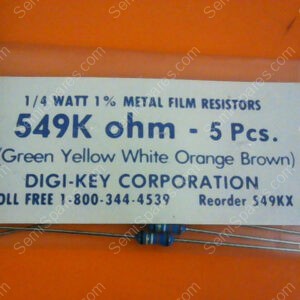 1/4 WATT 1% METAL FILM RESISTORS
549K ohm - 5 Pcs.
(Green Yellow White Orange Brown)
DIGI-KEY CORPORATION
TOLL FREE 1-800-344-4539 Reorder 549KX